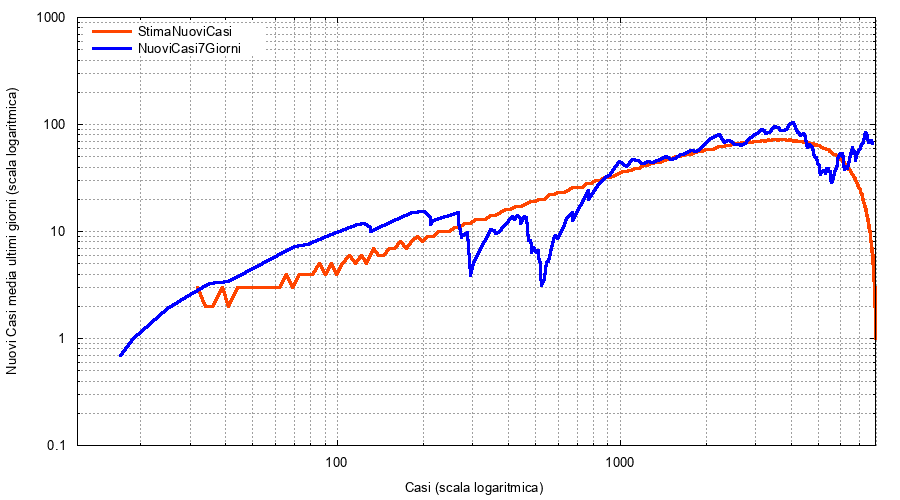 1000
StimaNuoviCasi
NuoviCasi7Giorni
100
10
1
0.1
Nuovi Casi media ultimi giorni (scala logaritmica)
100
1000
Casi (scala logaritmica)